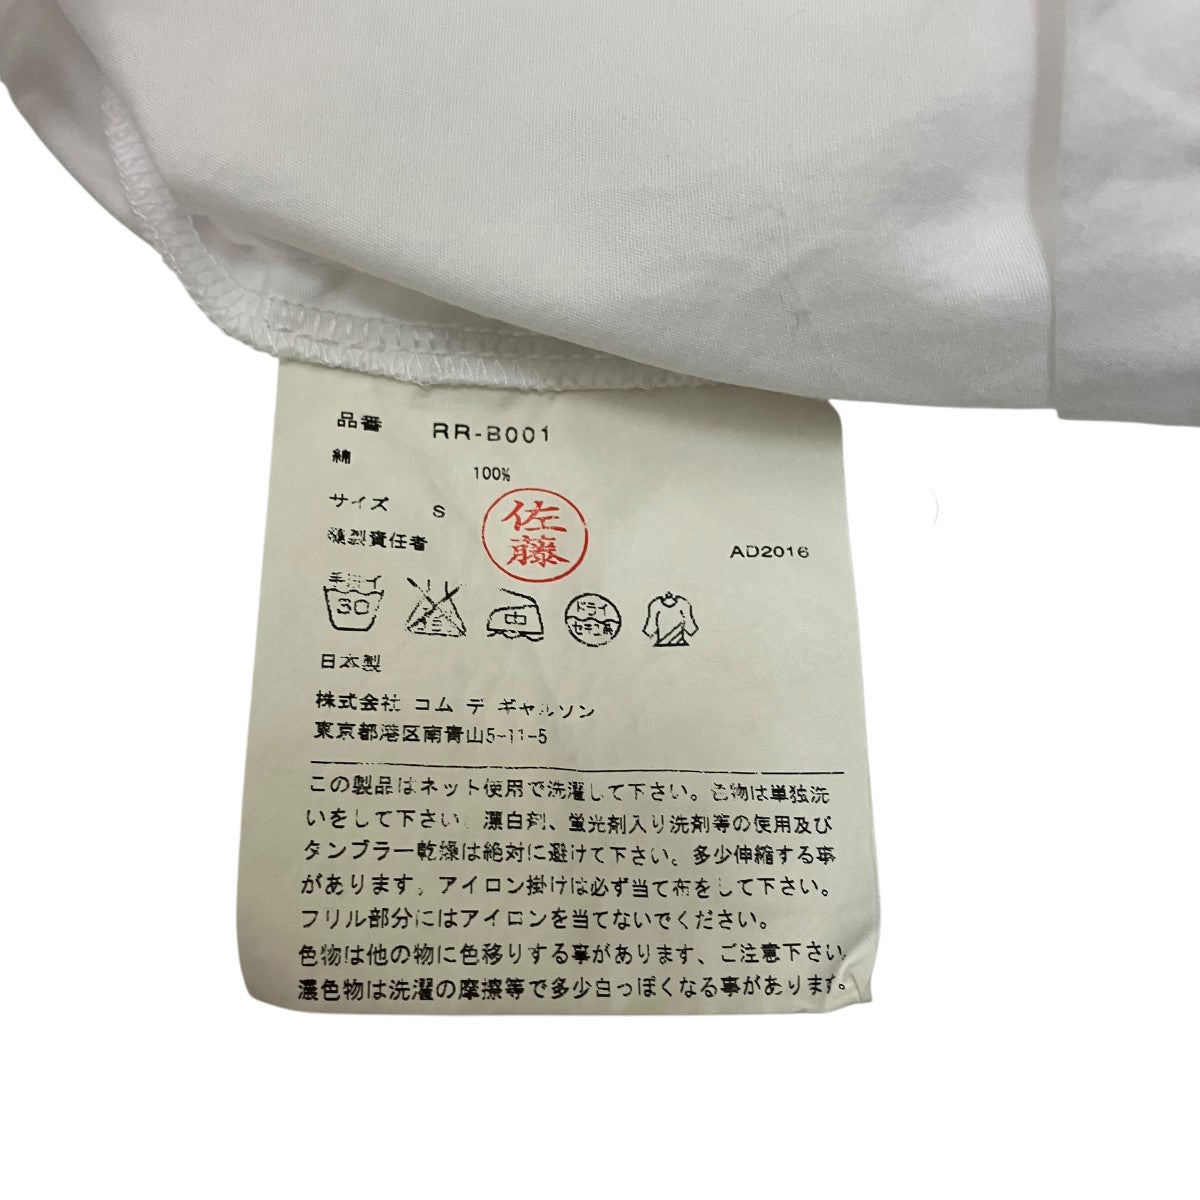 品番 RR-B001
綿 100%
サイズ S
佐藤
縫製責任者
AD2016
手洗イ
30
中
ドライ
セキユ系
日本製
株式会社 コム デ ギャルソン
東京都港区南青山5-11-5
この製品はネット使用で洗濯して下さい。色物は単独洗
いをして下さい。漂白剤、蛍光剤入り洗剤等の使用及び
タンブラー乾燥は絶対に避けて下さい。多少伸縮する事
があります。アイロン掛けは必ず当て布をして下さい。
フリル部分にはアイロンを当てないでください。
色物は他の物に色移りする事があります、ご注意下さい。
濃色物は洗濯の摩擦等で多少白っぽくなる事があります。